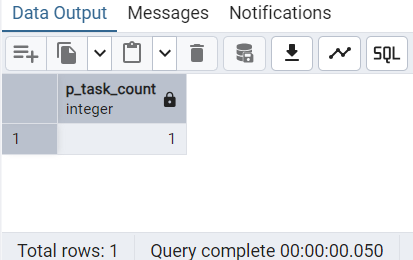 Data Output Messages Notifications
SQL
p_task_count
integer
1 1
Total rows: 1 Query complete 00:00:00.050